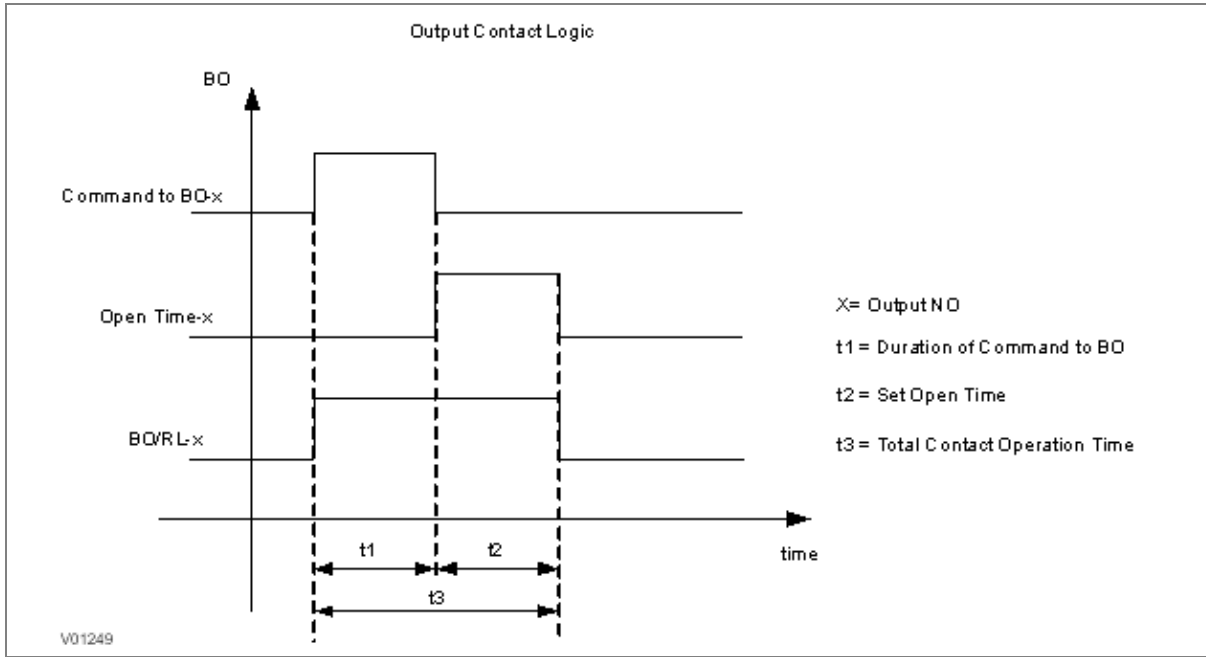 Output Contact Logic
BO
Command to BO-x
Open Time-x
BO/RL-x
X= Output NO
t1 = Duration of Command to BO
t2 = Set Open Time
t3 = Total Contact Operation Time
t1
t2
time
t3
V01249